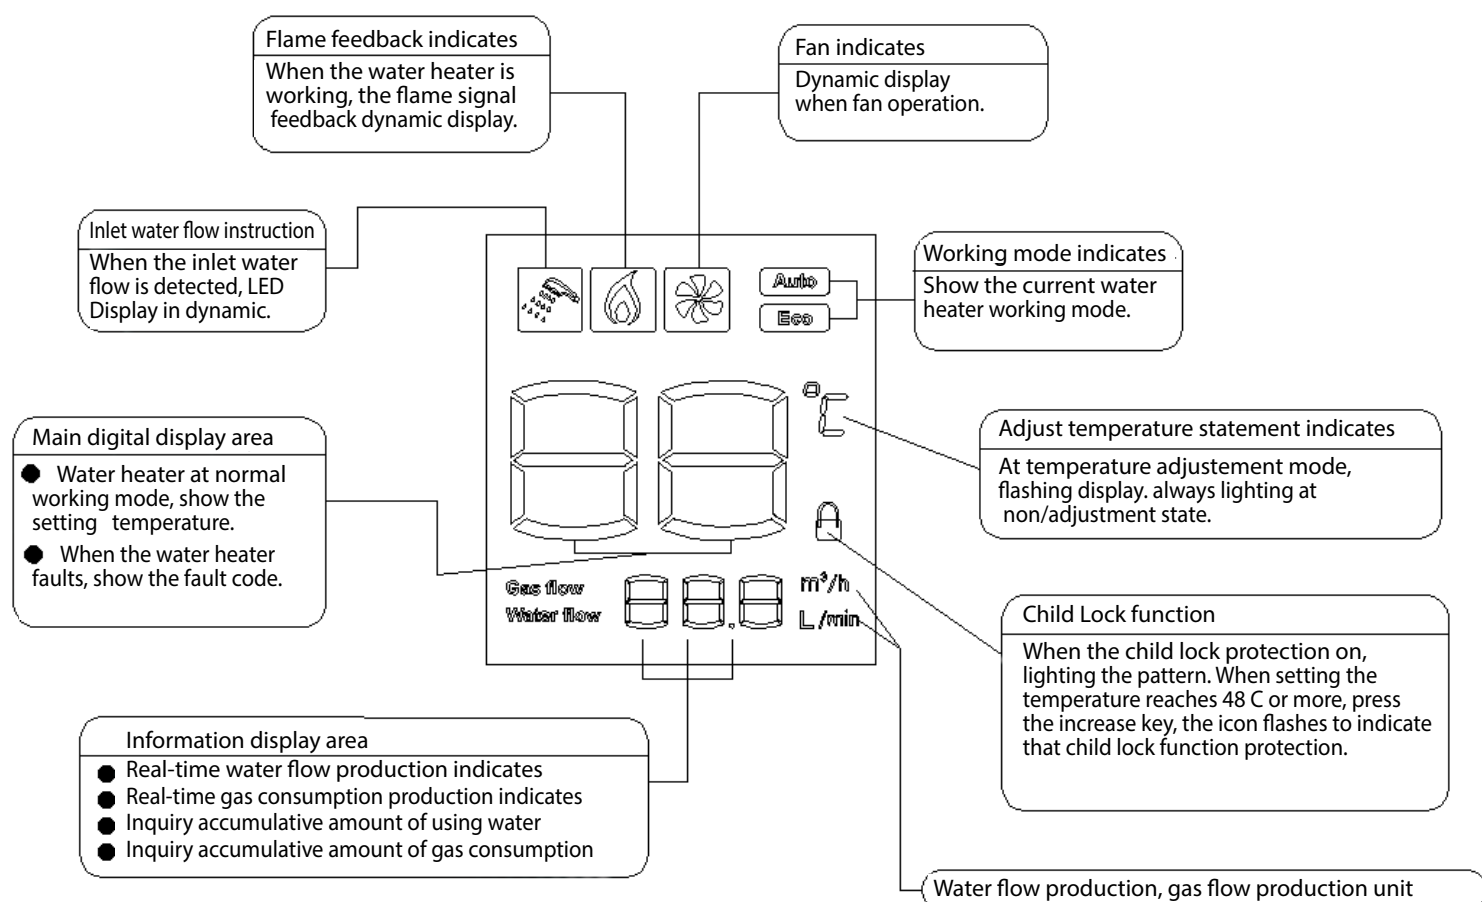 Flame feedback indicates
When the water heater is
working, the flame signal
feedback dynamic display.
Fan indicates
Dynamic display
when fan operation.
Inlet water flow instruction
When the inlet water
flow is detected, LED
Display in dynamic.
Auto
Eco
Working mode indicates
Show the current water
heater working mode.
Main digital display area
● Water heater at normal
working mode, show the
setting temperature.
● When the water heater
faults, show the fault code.
°C
Adjust temperature statement indicates
At temperature adjustement mode,
flashing display. always lighting at
non/adjustment state.
Gas flow
Water flow
m³/h
L/min
Child Lock function
When the child lock protection on,
lighting the pattern. When setting the
temperature reaches 48 C or more, press
the increase key, the icon flashes to indicate
that child lock function protection.
Information display area
● Real-time water flow production indicates
● Real-time gas consumption production indicates
● Inquiry accumulative amount of using water
● Inquiry accumulative amount of gas consumption
Water flow production, gas flow production unit